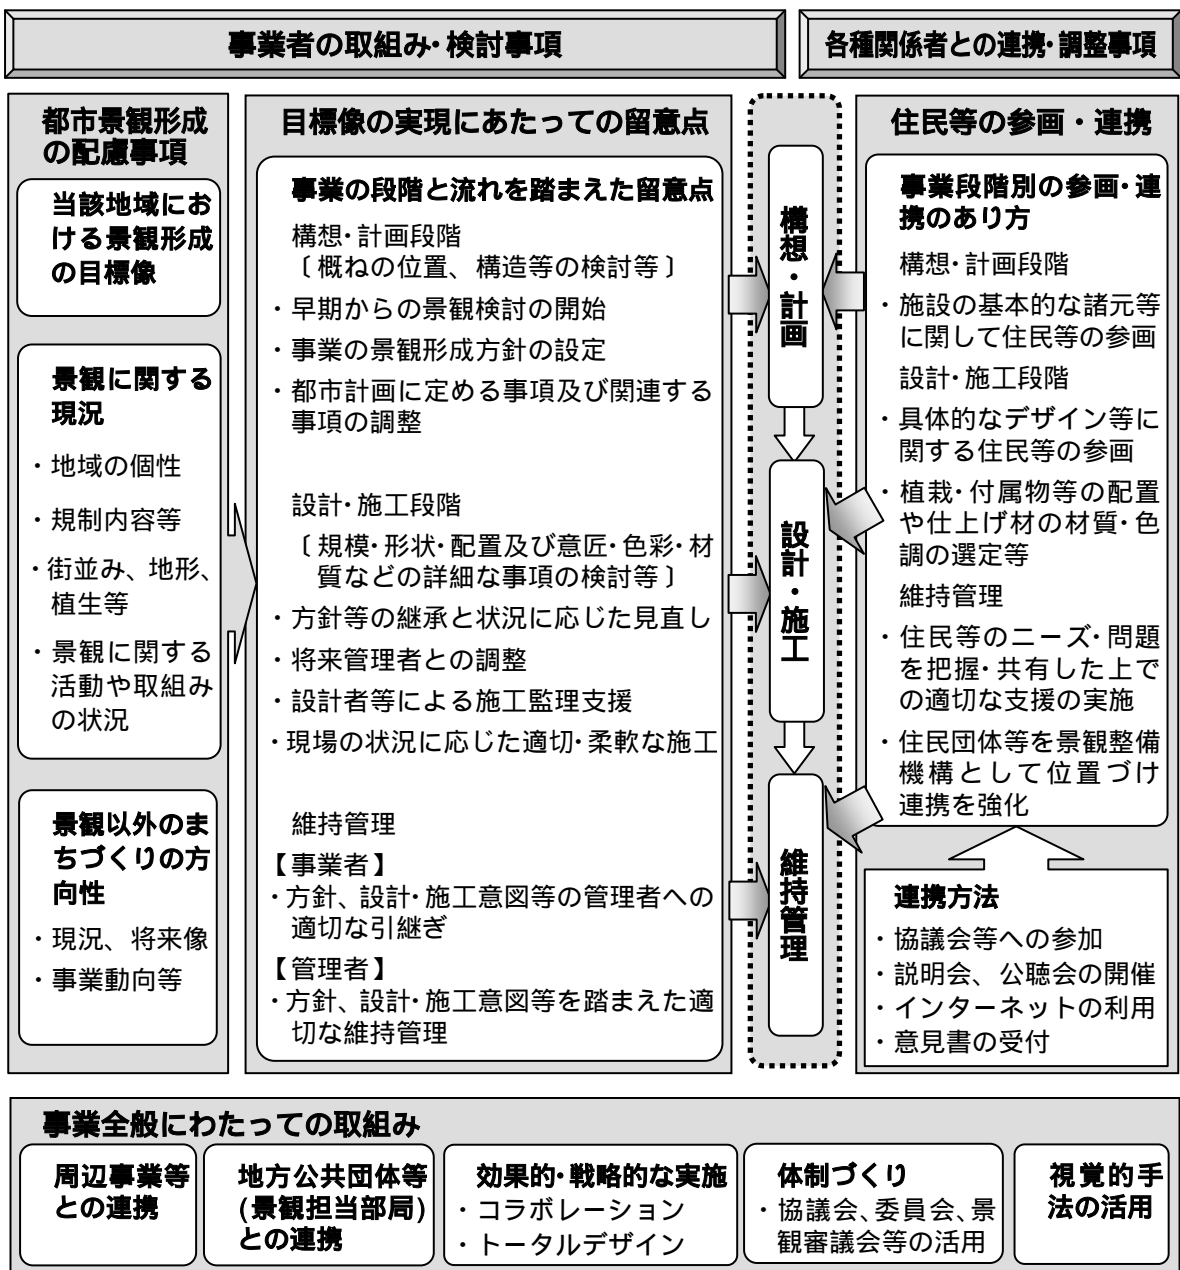 事業者の取組み･検討事項
各種関係者との連携･調整事項
都市景観形成
の配慮事項
当該地域にお
ける景観形成
の目標像
景観に関する
現況
・地域の個性
・規制内容等
・街並み、地形、
植生等
・景観に関する
活動や取組み
の状況
景観以外のま
ちづくりの方
向性
・現況、将来像
・事業動向等
目標像の実現にあたっての留意点
事業の段階と流れを踏まえた留意点
構想･計画段階
〔概ねの位置、構造等の検討等〕
・早期からの景観検討の開始
・事業の景観形成方針の設定
・都市計画に定める事項及び関連する
事項の調整
設計･施工段階
〔規模･形状･配置及び意匠･色彩･材
質などの詳細な事項の検討等〕
・方針等の継承と状況に応じた見直し
・将来管理者との調整
・設計者等による施工監理支援
・現場の状況に応じた適切･柔軟な施工
維持管理
【事業者】
・方針、設計･施工意図等の管理者への
適切な引継ぎ
【管理者】
・方針、設計･施工意図等を踏まえた適
切な維持管理
構想・計画
設計・施工
維持管理
住民等の参画・連携
事業段階別の参画･連
携のあり方
構想･計画段階
・施設の基本的な諸元等
に関して住民等の参画
設計･施工段階
・具体的なデザイン等に
関する住民等の参画
・植栽･付属物等の配置
や仕上げ材の材質･色
調の選定等
維持管理
・住民等のニーズ･問題
を把握･共有した上で
の適切な支援の実施
・住民団体等を景観整備
機構として位置づけ
連携を強化
連携方法
・協議会等への参加
・説明会、公聴会の開催
・インターネットの利用
・意見書の受付
事業全般にわたっての取組み
周辺事業等
との連携
地方公共団体等
(景観担当部局)
との連携
効果的･戦略的な実施
・コラボレーション
・トータルデザイン
体制づくり
・協議会、委員会、景
観審議会等の活用
視覚的手
法の活用